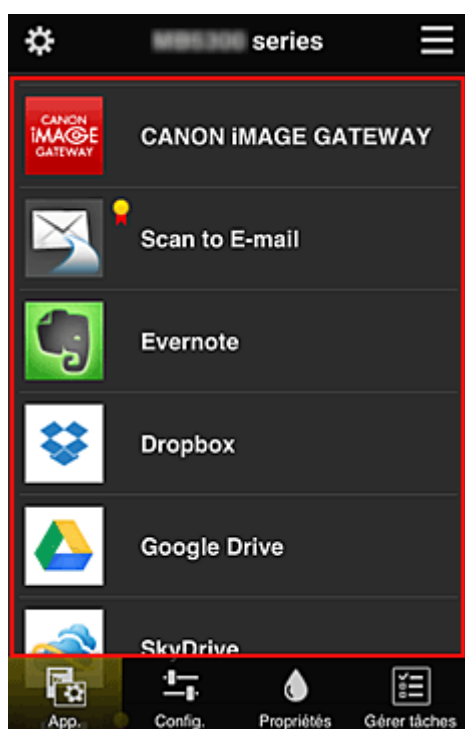 series
CANON
iMAGE
GATEWAY
CANON iMAGE GATEWAY
Scan to E-mail
Evernote
Dropbox
Google Drive
SkyDrive
App.
Config.
Propriétés
Gérer tâches